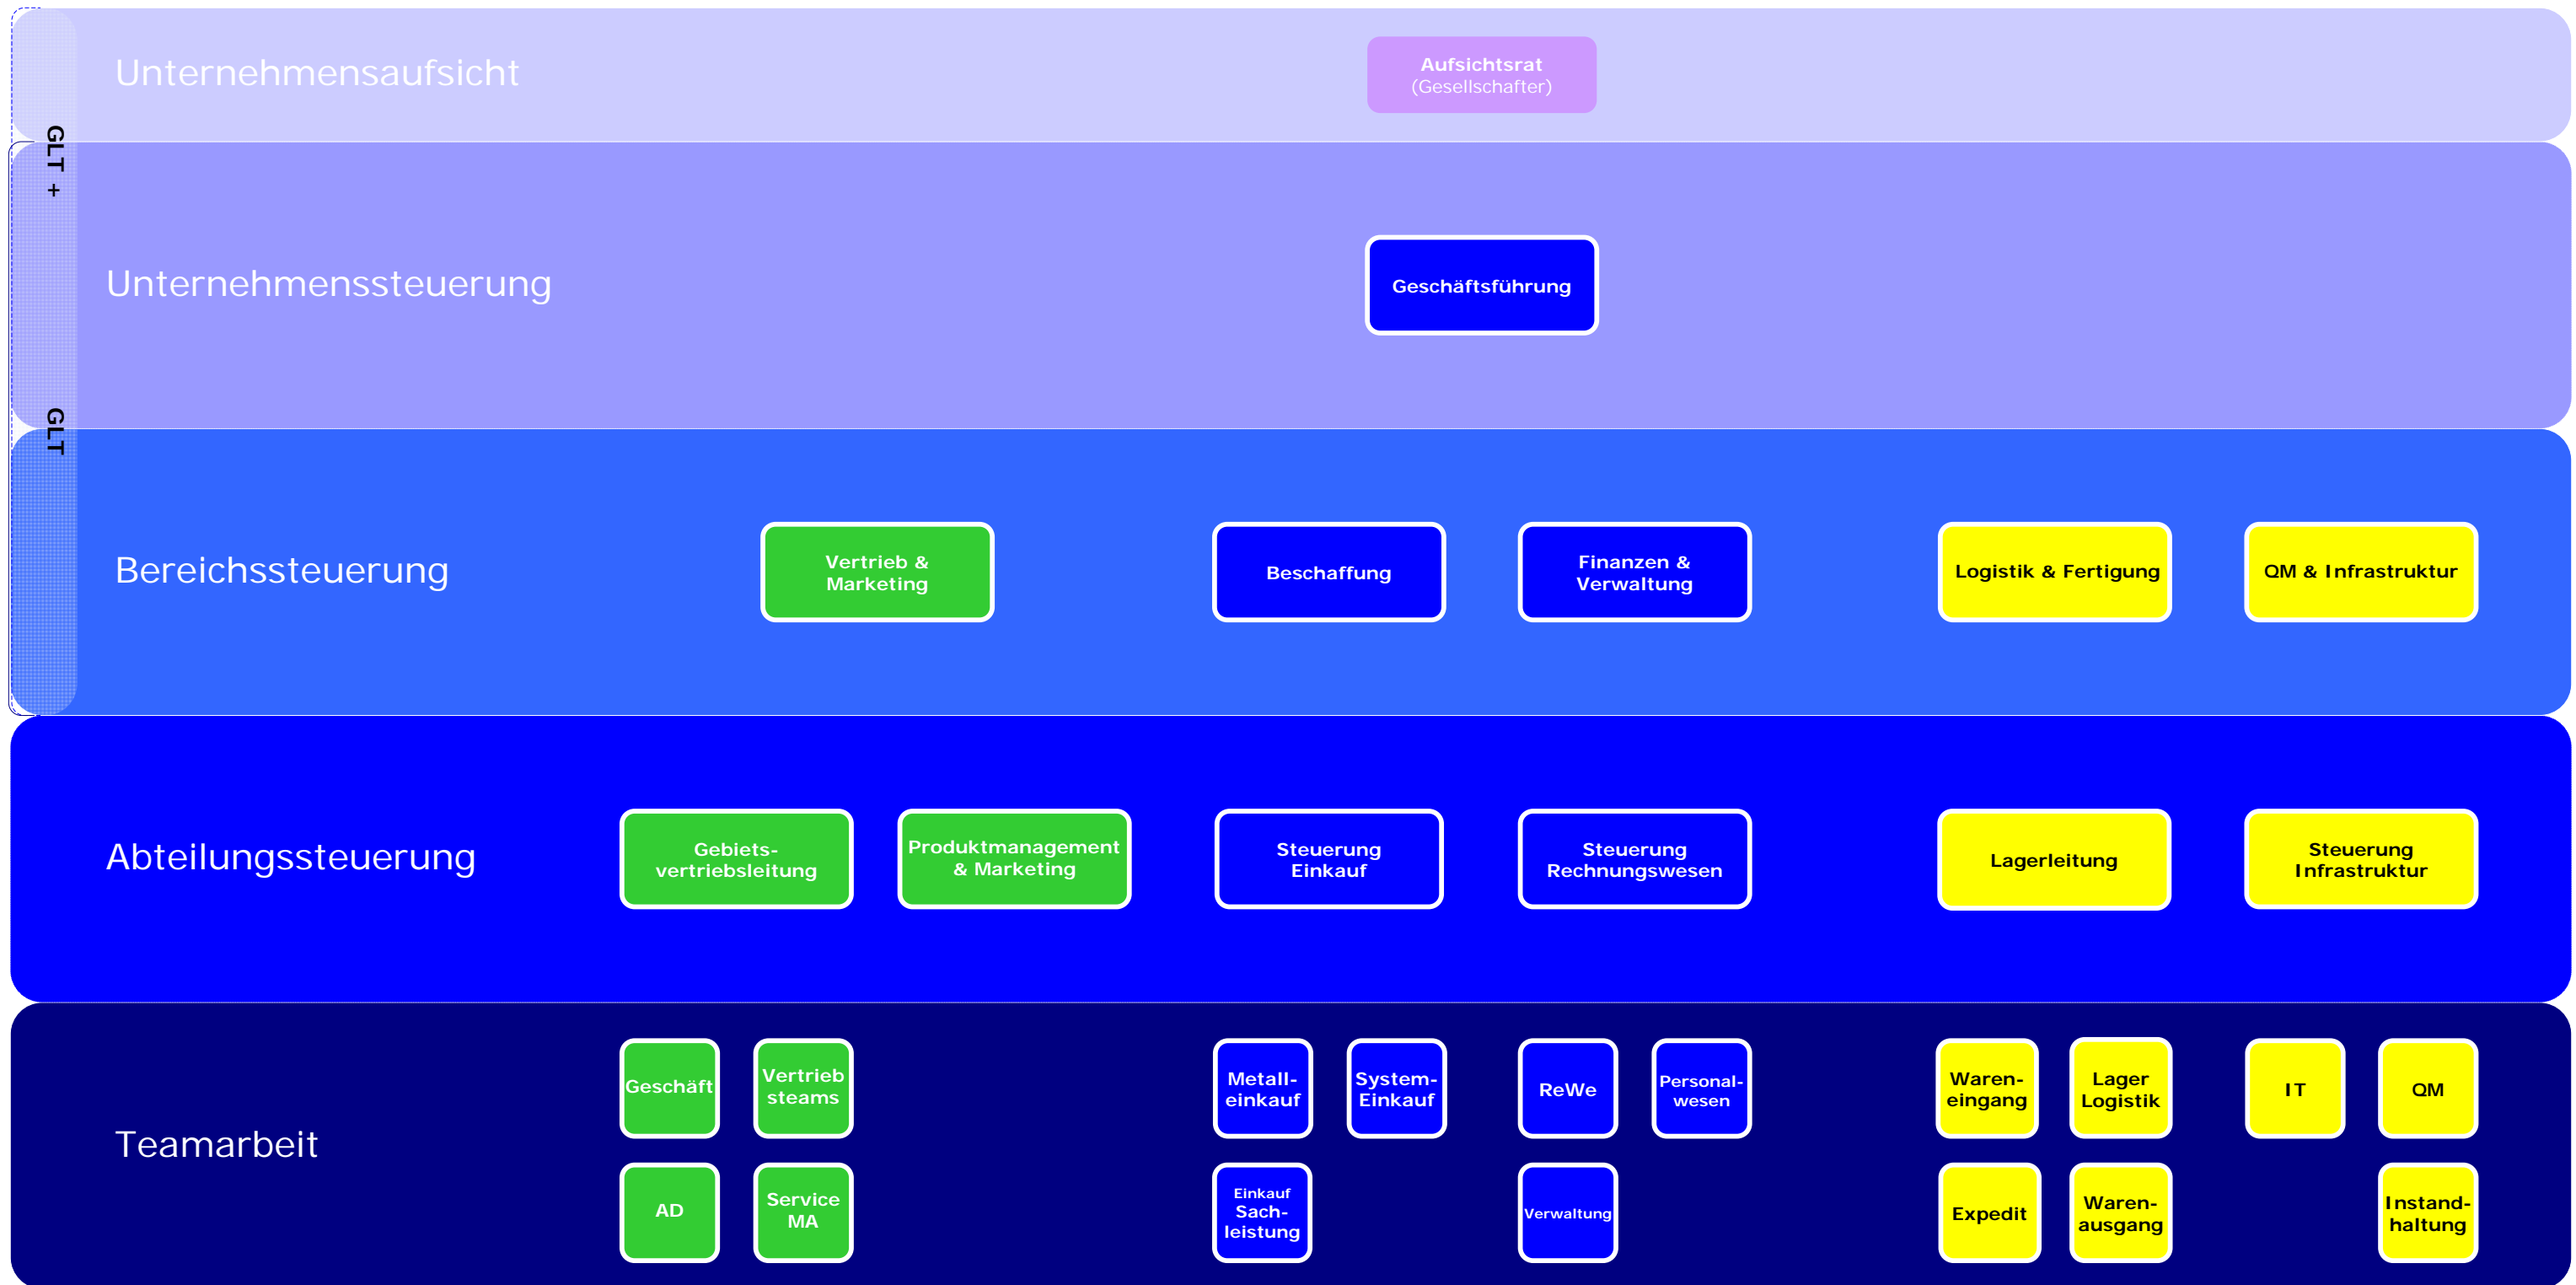 Unternehmensaufsicht
Aufsichtsrat
(Gesellschafter)
GLT +
Unternehmenssteuerung
Geschäftsführung
GLT
Bereichssteuerung
Vertrieb &
Marketing
Beschaffung
Finanzen &
Verwaltung
Logistik & Fertigung
QM & Infrastruktur
Abteilungssteuerung
Gebiets-
vertriebsleitung
Produktmanagement
& Marketing
Steuerung
Einkauf
Steuerung
Rechnungswesen
Lagerleitung
Steuerung
Infrastruktur
Teamarbeit
Geschäft
Vertrieb
steams
Metall-
einkauf
System-
Einkauf
ReWe
Personal-
wesen
Waren-
eingang
Lager
Logistik
IT
QM
AD
Service
MA
Einkauf
Sach-
leistung
Verwaltung
Expedit
Waren-
ausgang
Instand-
haltung